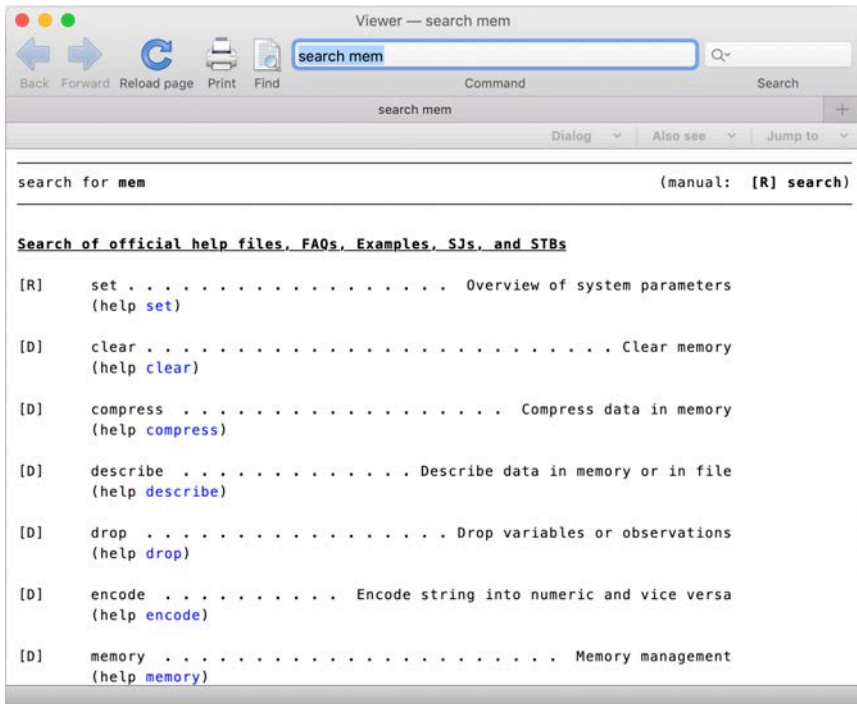 Viewer — search mem
search mem
Back Forward Reload page Print Find Command Search
search mem +
Dialog Also see Jump to
search for mem (manual: [R] search)
Search of official help files, FAQs, Examples, SJs, and STBs
[R] set . . . . . . . . . . . . . . . . . . Overview of system parameters
(help set)
[D] clear . . . . . . . . . . . . . . . . . . . . . . . . . . Clear memory
(help clear)
[D] compress . . . . . . . . . . . . . . . . . . Compress data in memory
(help compress)
[D] describe . . . . . . . . . . . . . . Describe data in memory or in file
(help describe)
[D] drop . . . . . . . . . . . . . . . . . Drop variables or observations
(help drop)
[D] encode . . . . . . . . . . Encode string into numeric and vice versa
(help encode)
[D] memory . . . . . . . . . . . . . . . . . . . . . . Memory management
(help memory)